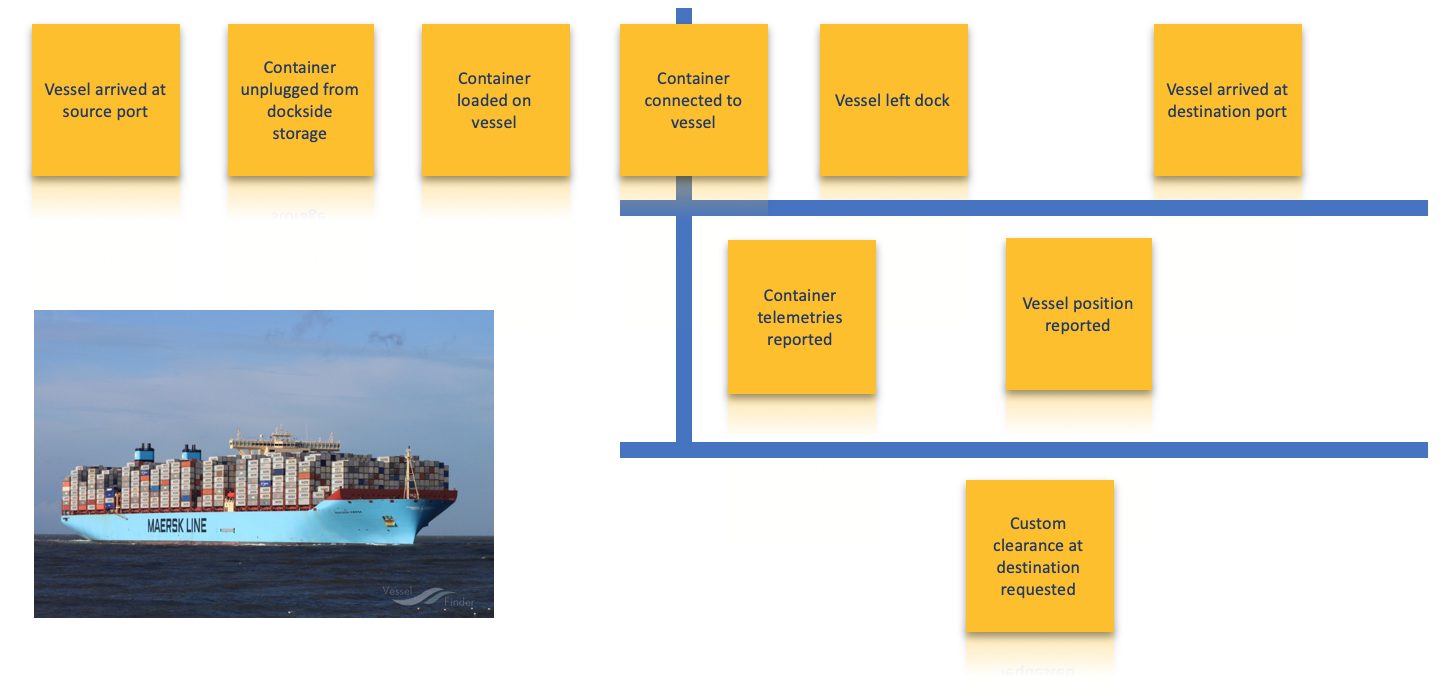 Vessel arrived at
source port
Container
unplugged from
dockside
storage
Container
loaded on
vessel
Container
connected to
vessel
Vessel left dock
Vessel arrived at
destination port
Container
telemetries
reported
Vessel position
reported
MAERSK LINE
Vessel
Finder
Custom
clearance at
destination
requested